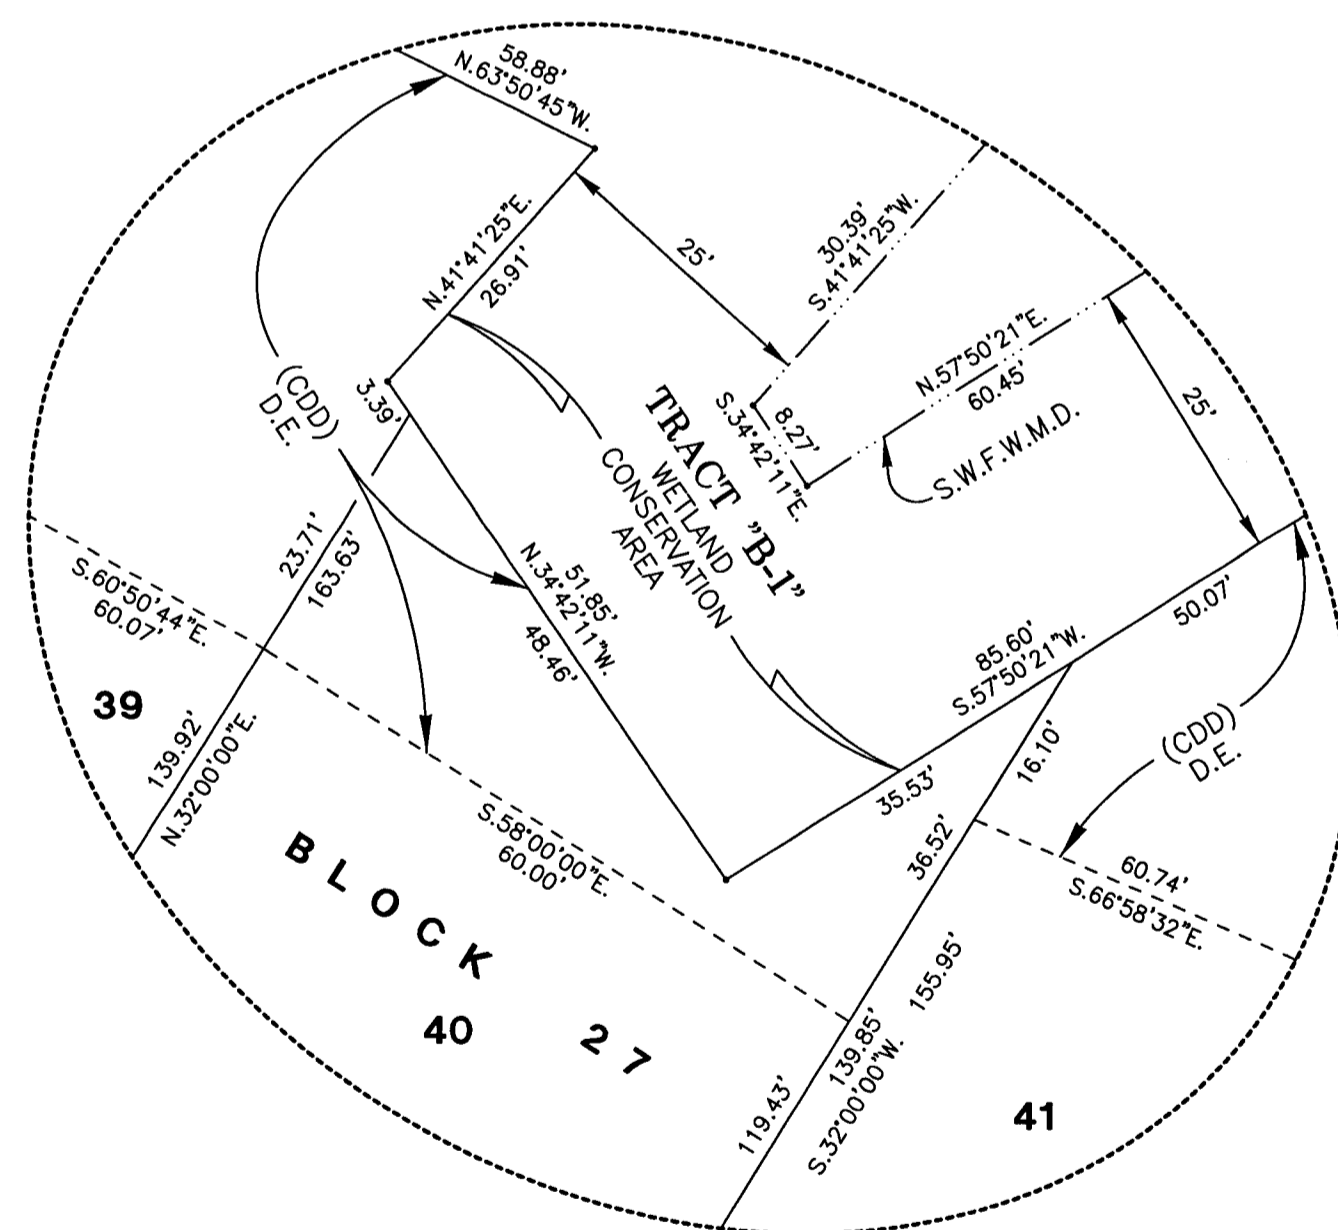 58.88'
N.63°50'45"W.
N.41°41'25"E.
26.91'
25'
30.39'
S.41°41'25"W.
N.57°50'21"E.
60.45'
25'
S.W.F.W.M.D.
(CDD)
D.E.
3.39'
8.27'
S.34°42'11"E.
TRACT "B-1"
WETLAND
CONSERVATION
AREA
23.71'
163.63'
51.85'
N.34°42'11"W.
48.46'
S.60°50'44"E.
60.07'
50.07'
85.60'
S.57°50'21"W.
35.53'
39
139.92'
N.32°00'00"E.
16.10'
36.52'
(CDD)
D.E.
S.58°00'00"E.
60.00'
60.74'
S.66°58'32"E.
BLOCK 27
40
155.95'
139.85'
S.32°00'00"W.
119.43'
41